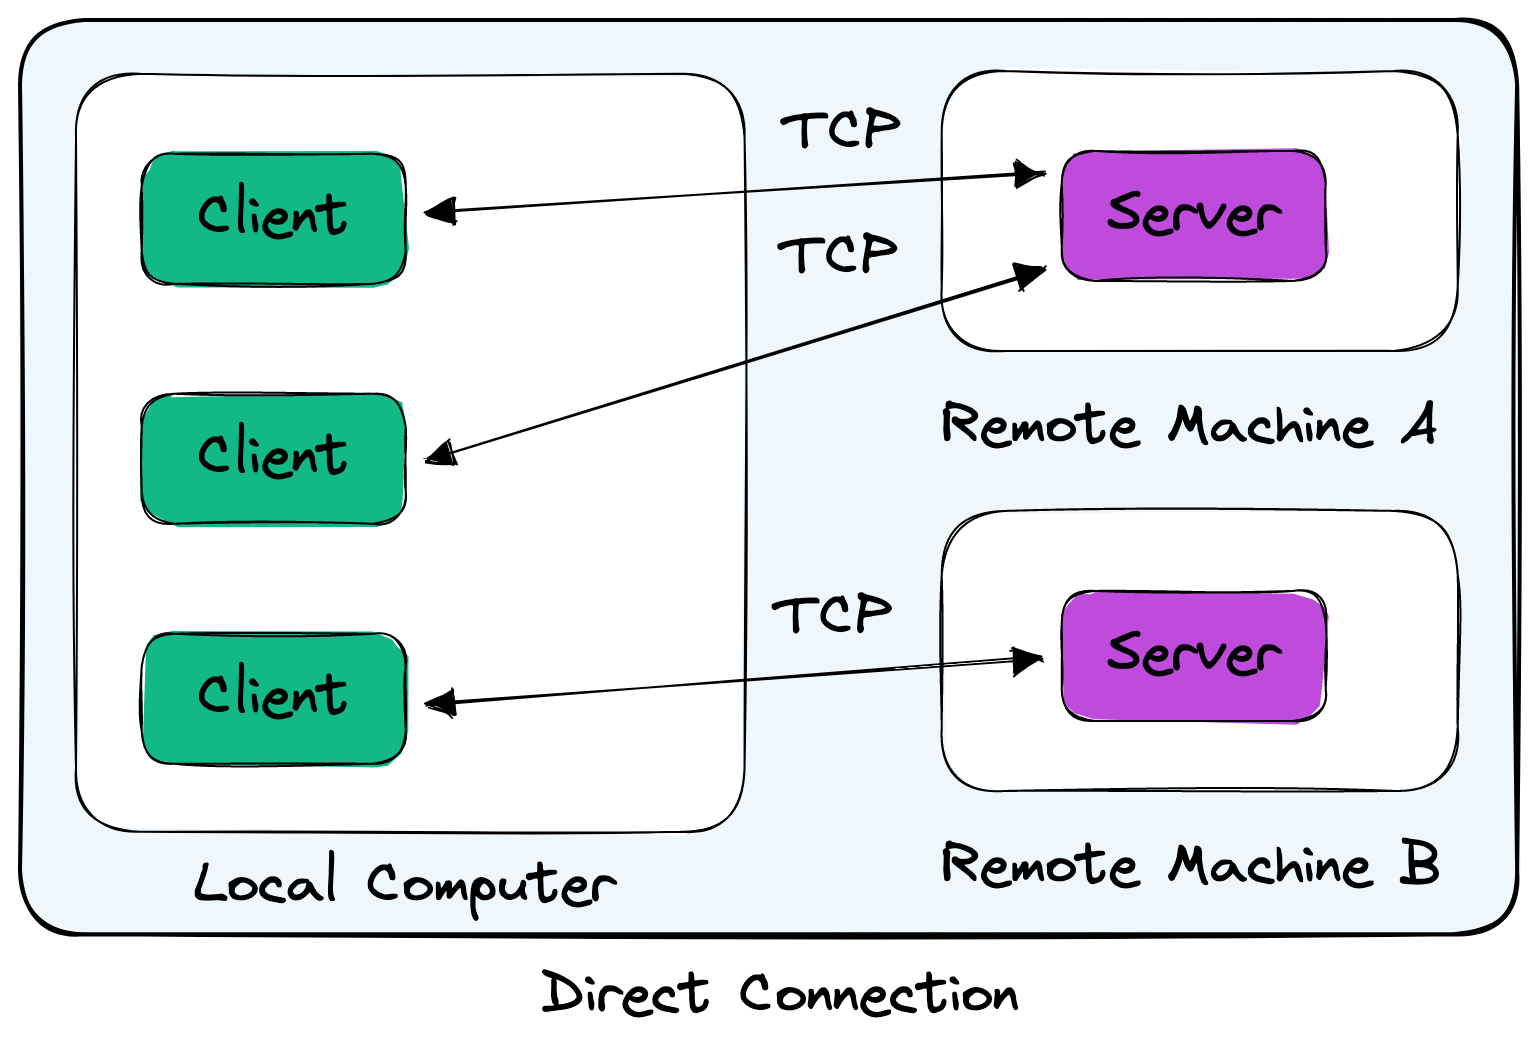 TCP
Client
Server
TCP
Client
Remote Machine A
TCP
Client
Server
Local Computer
Remote Machine B
Direct Connection